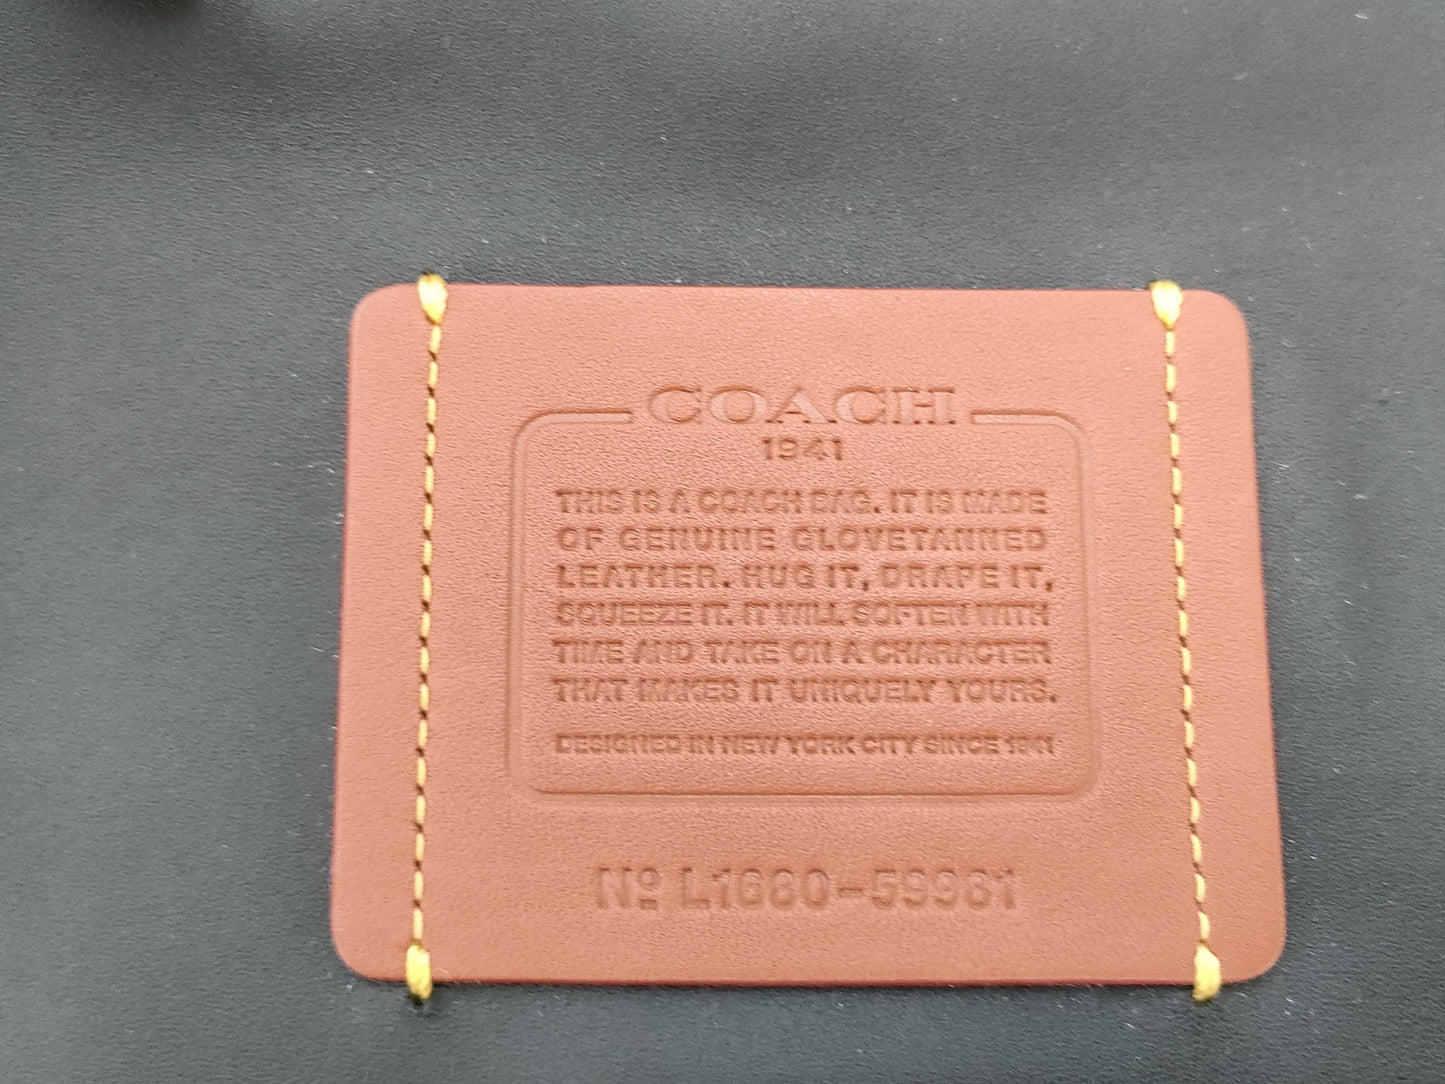 COACH
1941
THIS IS A COACH BAG. IT IS MADE
OF GENUINE GLOVETANNED
LEATHER. HUG IT, DRAPE IT,
SQUEEZE IT. IT WILL SOFTEN WITH
TIME AND TAKE ON A CHARACTER
THAT MAKES IT UNIQUELY YOURS.
DESIGNED IN NEW YORK CITY SINCE 1941
Nº L1680-59981